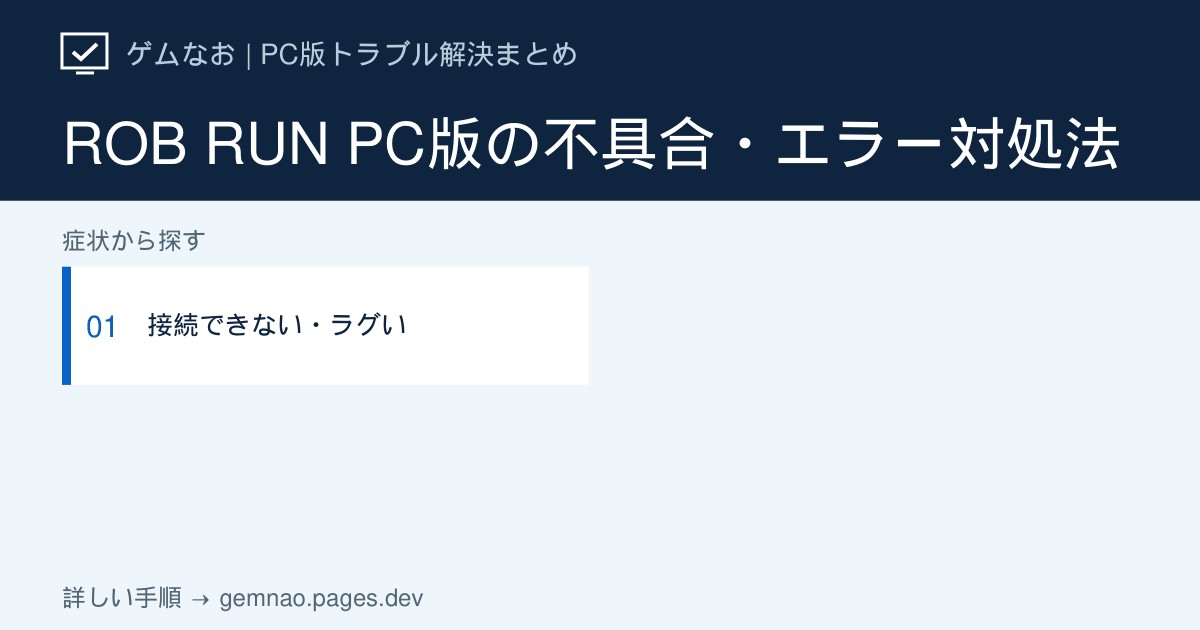 ゲムなお | PC版トラブル解決まとめ
ROB RUN PC版の不具合・エラー対処法
症状から探す
01 接続できない・ラグい
詳しい手順 → gemnao.pages.dev